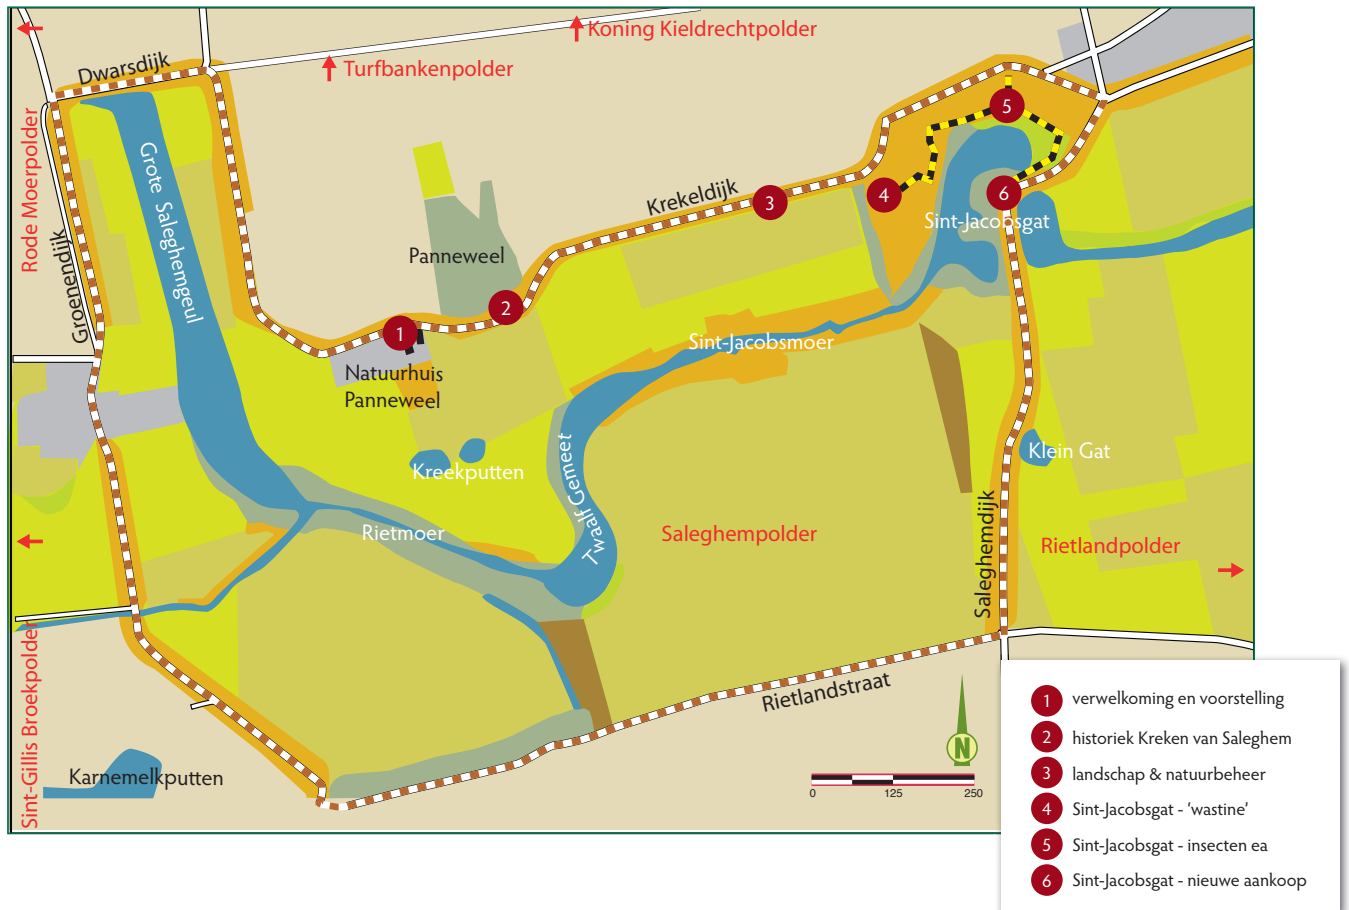 Koning Kieldrechtpolder
Turfbankenpolder
Dwarsdijk
Rode Moerpolder
Groenendijk
Grote Saleghemgeul
Panneweel
Krekeldijk
3
2
1
4
5
6
Sint-Jacobsgat
Natuurhuis
Panneweel
Sint-Jacobsmoer
Kreekputten
Twaalf Gemeet
Rietmoer
Saleghempolder
Klein Gat
Saleghemdijk
Rietlandpolder
Sint-Gillis Broekpolder
Karnemelkputten
Rietlandstraat
N
0 125 250
1 verwelkoming en voorstelling
2 historiek Kreken van Saleghem
3 landschap & natuurbeheer
4 Sint-Jacobsgat - 'wastine'
5 Sint-Jacobsgat - insecten ea
6 Sint-Jacobsgat - nieuwe aankoop